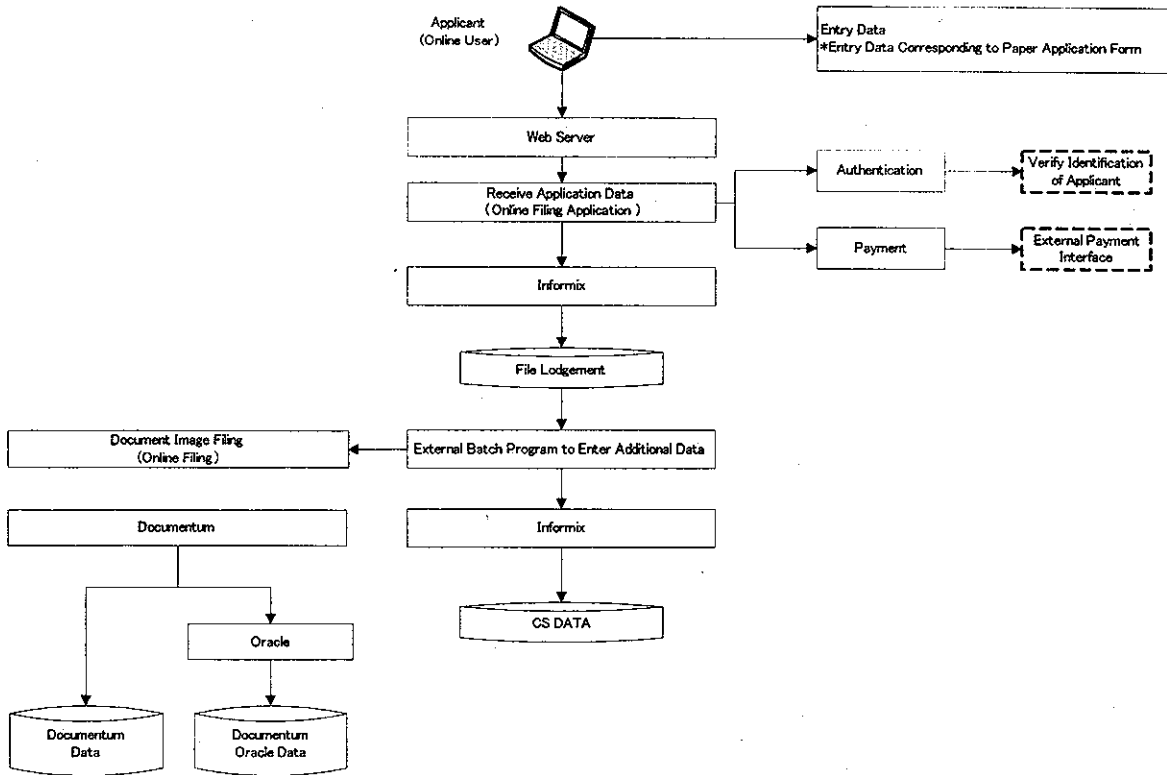 Applicant
(Online User)
Entry Data
*Entry Data Corresponding to Paper Application Form
Web Server
Receive Application Data
(Online Filing Application )
Authentication
Verify Identification
of Applicant
Payment
External Payment
Interface
Informix
File Lodgement
Document Image Filing
(Online Filing)
External Batch Program to Enter Additional Data
Documentum
Informix
CS DATA
Oracle
Documentum
Data
Documentum
Oracle Data